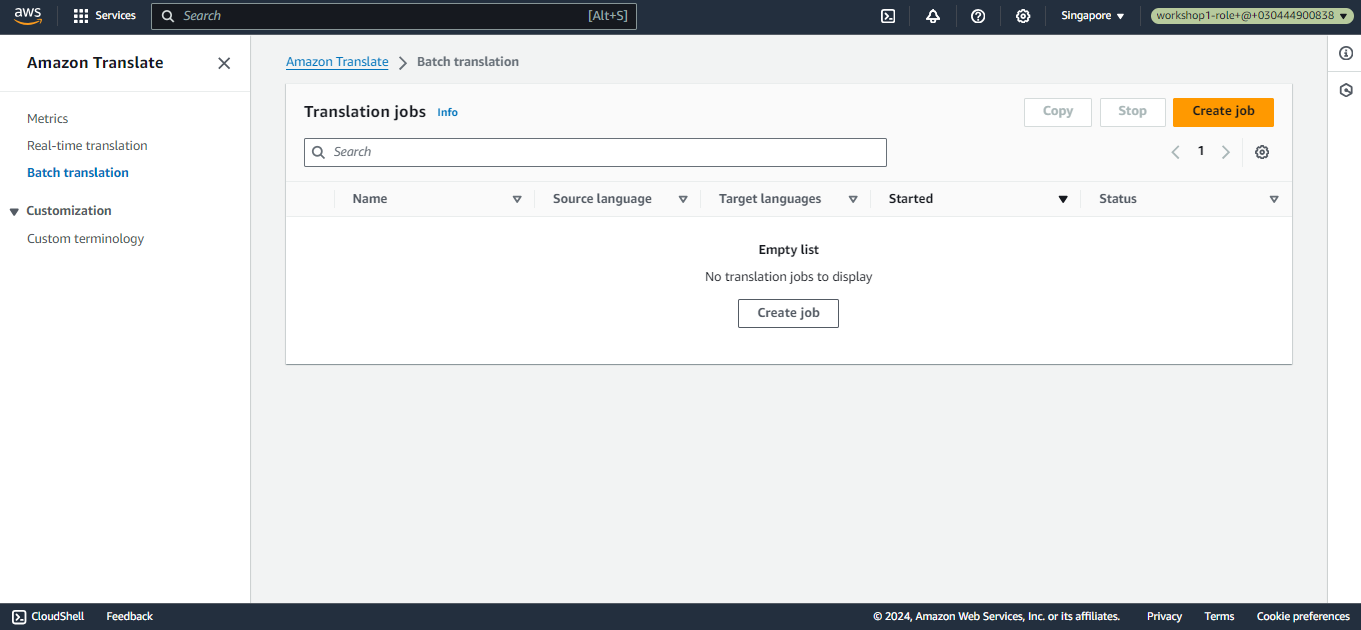 aws Services Search [Alt+S] Singapore workshop1-role+@+030444900838
Amazon Translate
Metrics
Real-time translation
Batch translation
Customization
Custom terminology
Amazon Translate Batch translation
Translation jobs Info Copy Stop Create job
Search 1
Name Source language Target languages Started Status
Empty list
No translation jobs to display
Create job
CloudShell Feedback © 2024, Amazon Web Services, Inc. or its affiliates. Privacy Terms Cookie preferences